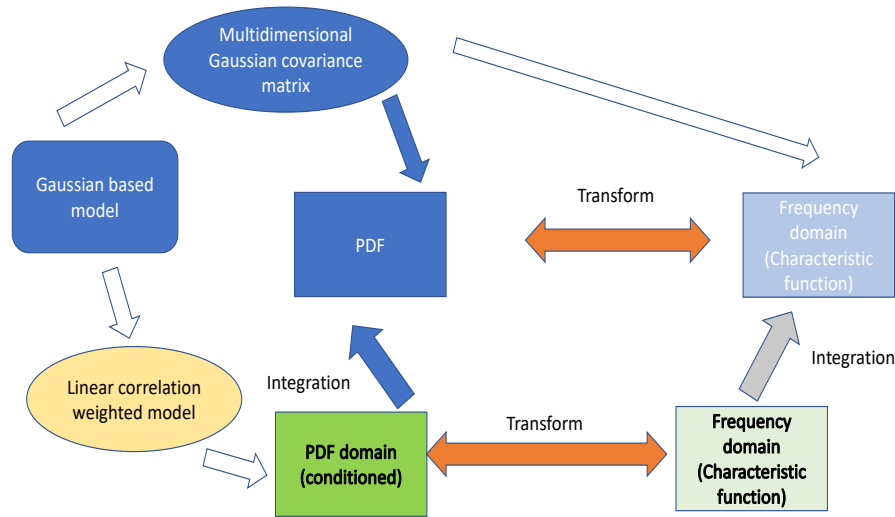 Multidimensional
Gaussian covariance
matrix
Gaussian based
model
Transform
PDF
Frequency
domain
(Characteristic
function)
Integration
Integration
Linear correlation
weighted model
Transform
PDF domain
(conditioned)
Frequency
domain
(Characteristic
function)